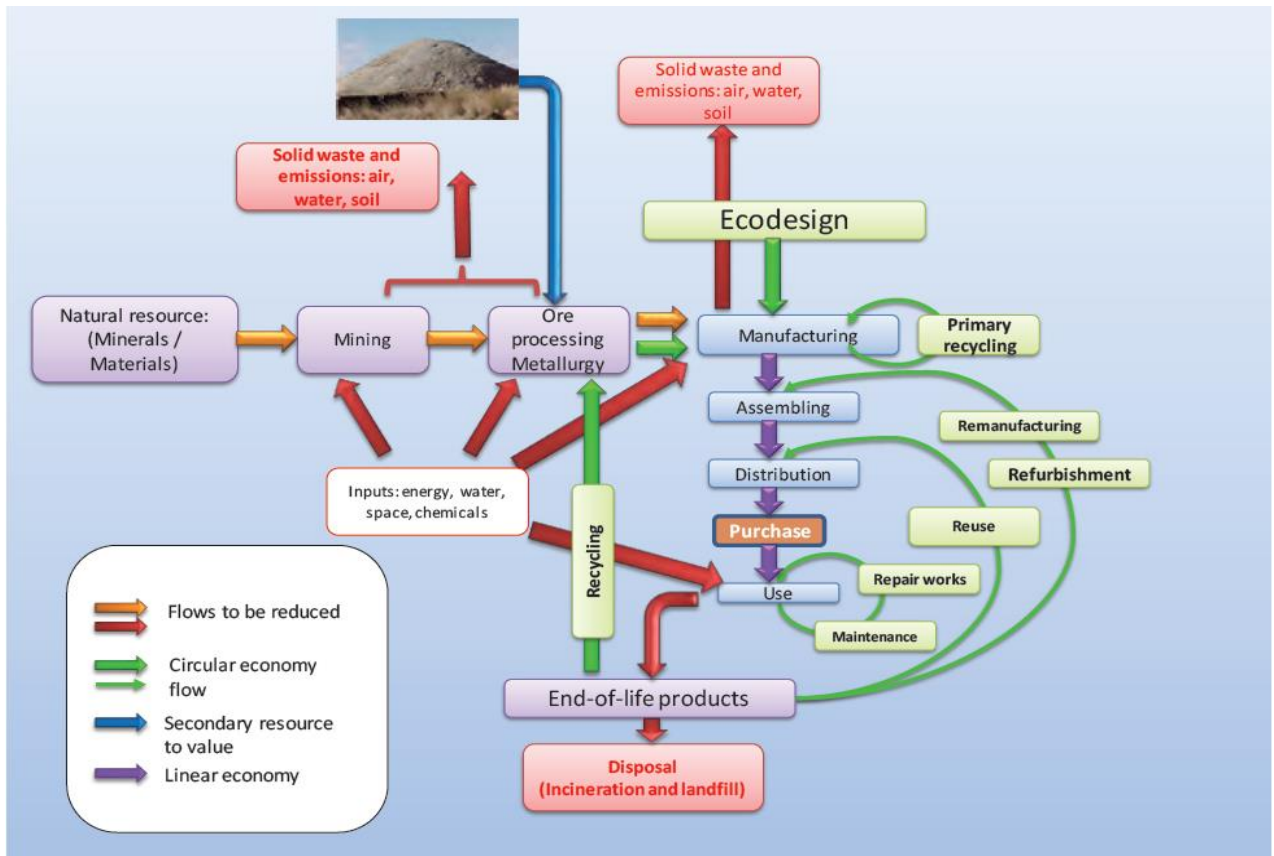 Solid waste and
emissions: air, water,
soil
Solid waste and
emissions: air,
water, soil
Ecodesign
Natural resource:
(Minerals /
Materials)
Mining
Ore
processing
Metallurgy
Manufacturing
Primary
recycling
Assembling
Remanufacturing
Distribution
Refurbishment
Inputs: energy, water,
space, chemicals
Purchase
Reuse
Recycling
Repair works
Use
Maintenance
End-of-life products
Disposal
(Incineration and landfill)
Flows to be reduced
Circular economy
flow
Secondary resource
to value
Linear economy